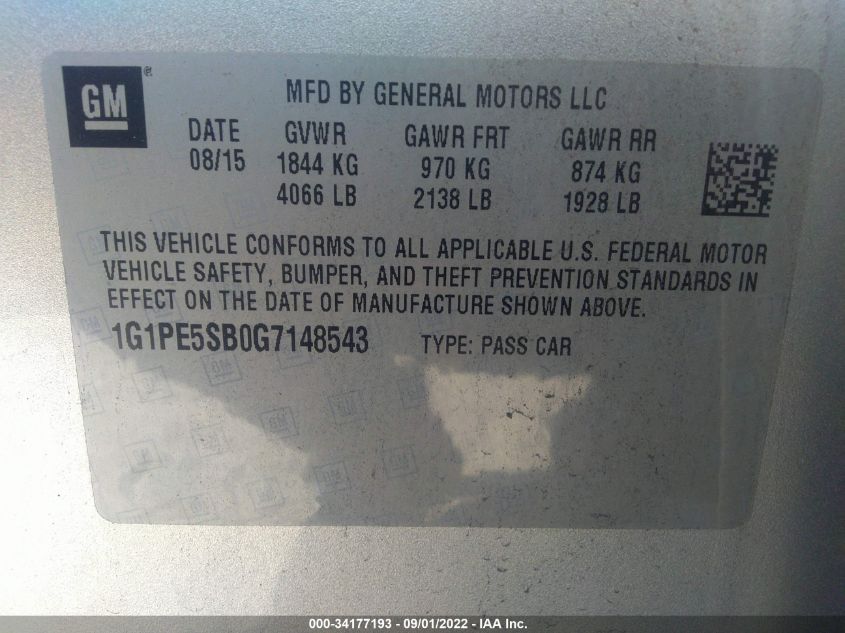 GM
MFD BY GENERAL MOTORS LLC
DATE GVWR GAWR FRT GAWR RR
08/15 1844 KG 970 KG 874 KG
4066 LB 2138 LB 1928 LB
THIS VEHICLE CONFORMS TO ALL APPLICABLE U.S. FEDERAL MOTOR
VEHICLE SAFETY, BUMPER, AND THEFT PREVENTION STANDARDS IN
EFFECT ON THE DATE OF MANUFACTURE SHOWN ABOVE.
1G1PE5SB0G7148543 TYPE: PASS CAR
000-34177193 - 09/01/2022 - IAA Inc.